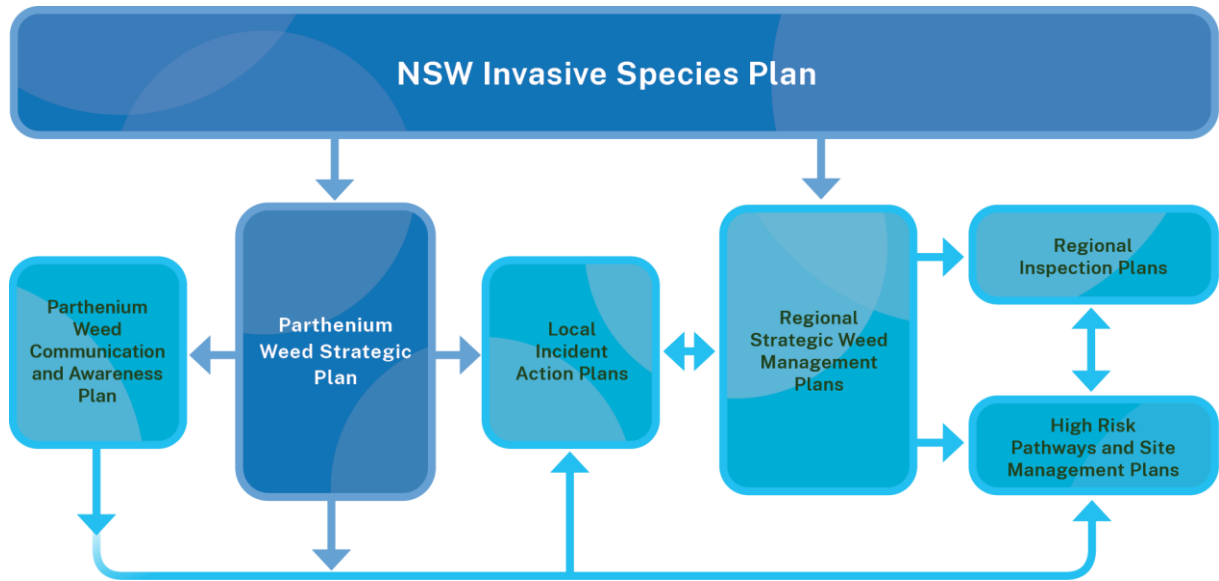 NSW Invasive Species Plan
Parthenium
Weed
Communication
and Awareness
Plan
Parthenium
Weed Strategic
Plan
Local
Incident
Action Plans
Regional
Strategic Weed
Management
Plans
Regional
Inspection Plans
High Risk
Pathways and Site
Management Plans